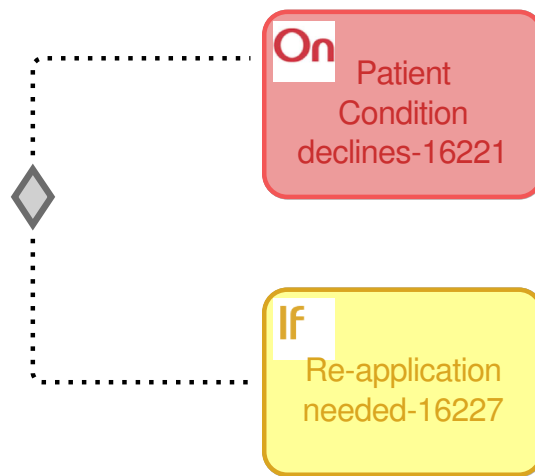 On
Patient
Condition
declines-16221
If
Re-application
needed-16227